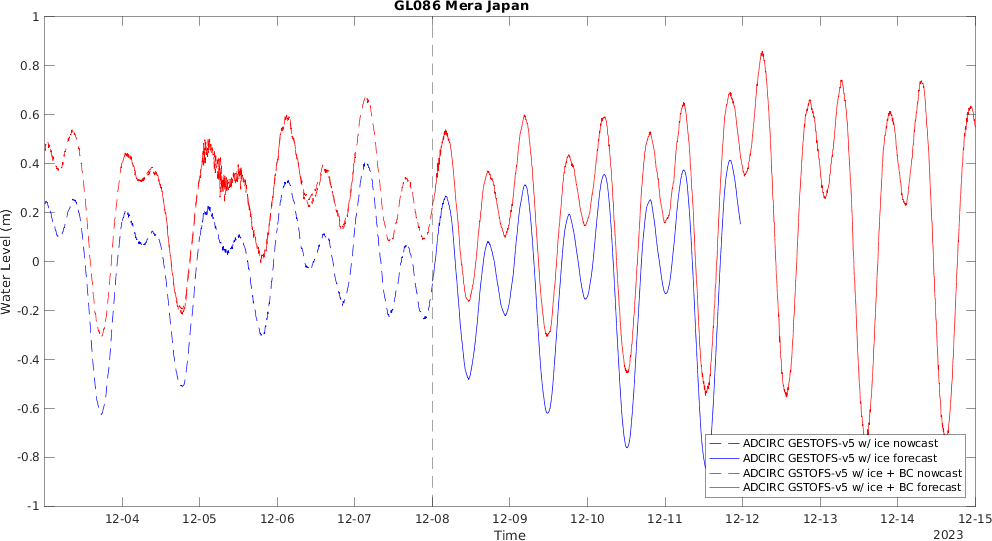 GL086 Mera Japan
1
0.8
0.6
0.4
0.2
0
-0.2
-0.4
-0.6
-0.8
-1
Water Level (m)
ADCIRC GESTOFS-v5 w/ ice nowcast
ADCIRC GESTOFS-v5 w/ ice forecast
ADCIRC GSTOFS-v5 w/ ice + BC nowcast
ADCIRC GSTOFS-v5 w/ ice + BC forecast
12-04 12-05 12-06 12-07 12-08 12-09 12-10 12-11 12-12 12-13 12-14 12-15
Time
2023